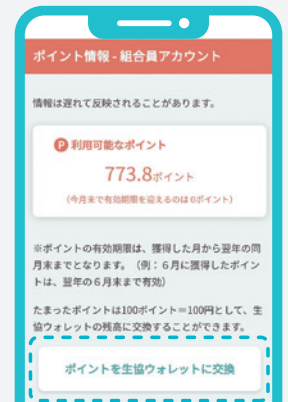 ポイント情報 - 組合員アカウント
情報は遅れて反映されることがあります。
P 利用可能なポイント
773.8ポイント
(今月末で有効期限を迎えるのは0ポイント)
※ポイントの有効期限は、獲得した月から翌年の同
月末までとなります。(例:6月に獲得したポイン
トは、翌年の6月末まで有効)
たまったポイントは100ポイント=100円として、生
協ウォレットの残高に交換することができます。
ポイントを生協ウォレットに交換